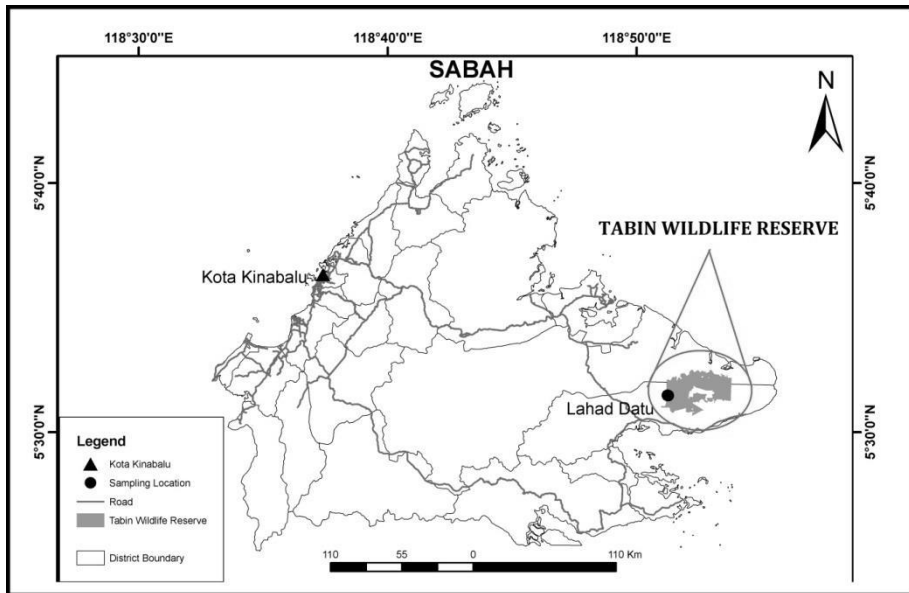 118°30'0"E
118°40'0"E
118°50'0"E
SABAH
N
5°40'0"N
5°40'0"N
TABIN WILDLIFE RESERVE
Kota Kinabalu
Lahad Datu
5°30'0"N
5°30'0"N
Legend
Kota Kinabalu
Sampling Location
Road
Tabin Wildlife Reserve
District Boundary
110 55 0 110 Km